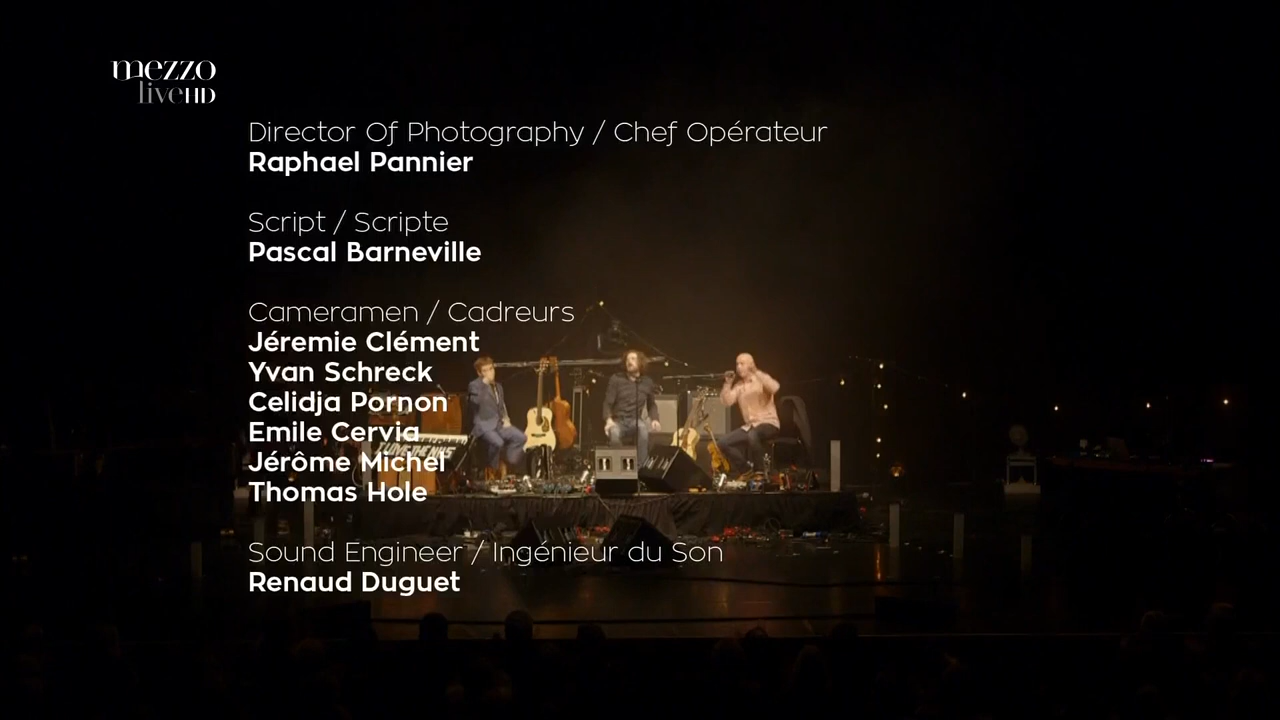 mezzo
liveHD
Director Of Photography / Chef Opérateur
Raphael Pannier
Script / Scripte
Pascal Barneville
Cameramen / Cadreurs
Jéremie Clément
Yvan Schreck
Celidja Pornon
Emile Cervia
Jérôme Michel
Thomas Hole
Sound Engineer / Ingénieur du Son
Renaud Duguet